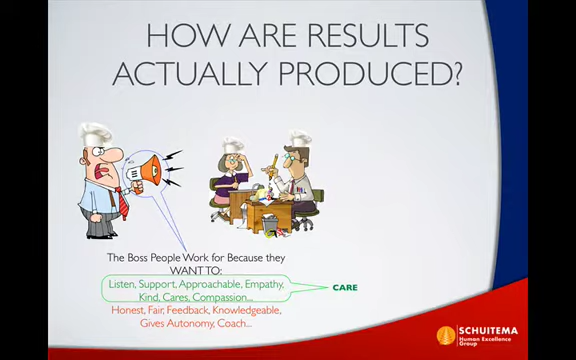 HOW ARE RESULTS
ACTUALLY PRODUCED?
The Boss People Work for Because they
WANT TO:
Listen, Support, Approachable, Empathy,
Kind, Cares, Compassion...
CARE
Honest, Fair, Feedback, Knowledgeable,
Gives Autonomy, Coach...
SCHUITEMA
Human Excellence
Group